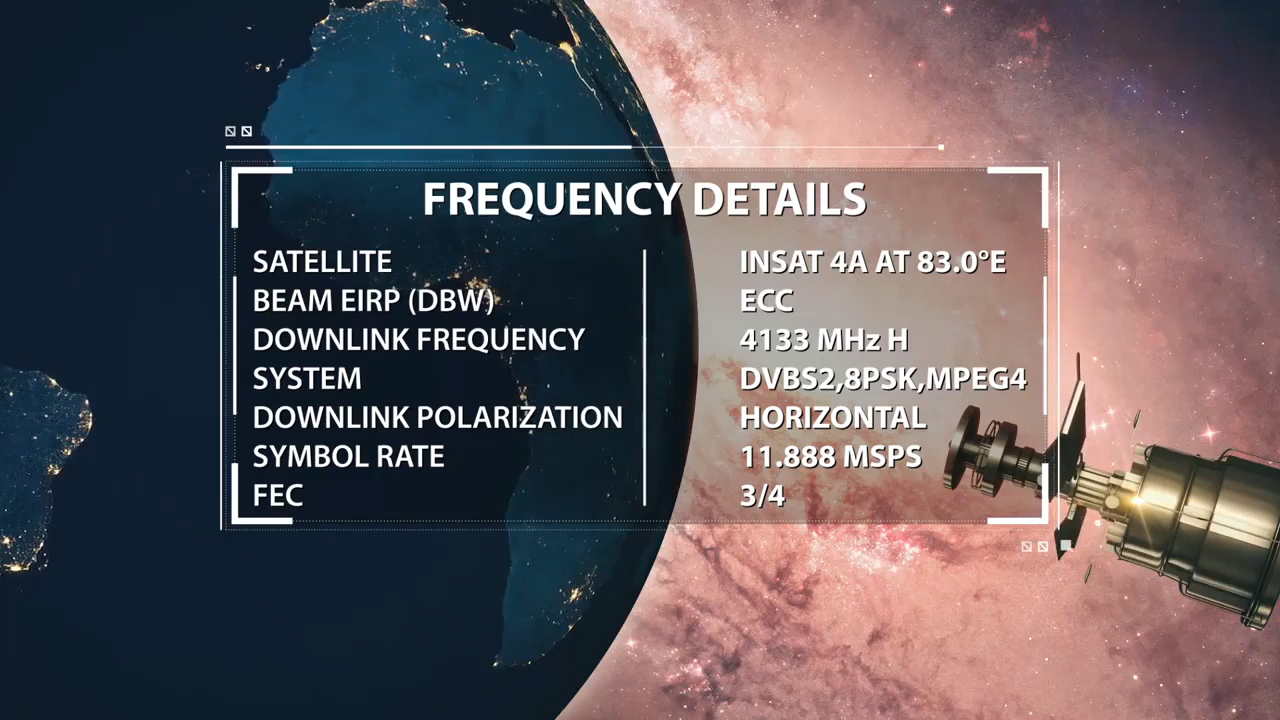 FREQUENCY DETAILS
SATELLITE INSAT 4A AT 83.0°E
BEAM EIRP (DBW) ECC
DOWNLINK FREQUENCY 4133 MHz H
SYSTEM DVBS2,8PSK,MPEG4
DOWNLINK POLARIZATION HORIZONTAL
SYMBOL RATE 11.888 MSPS
FEC 3/4